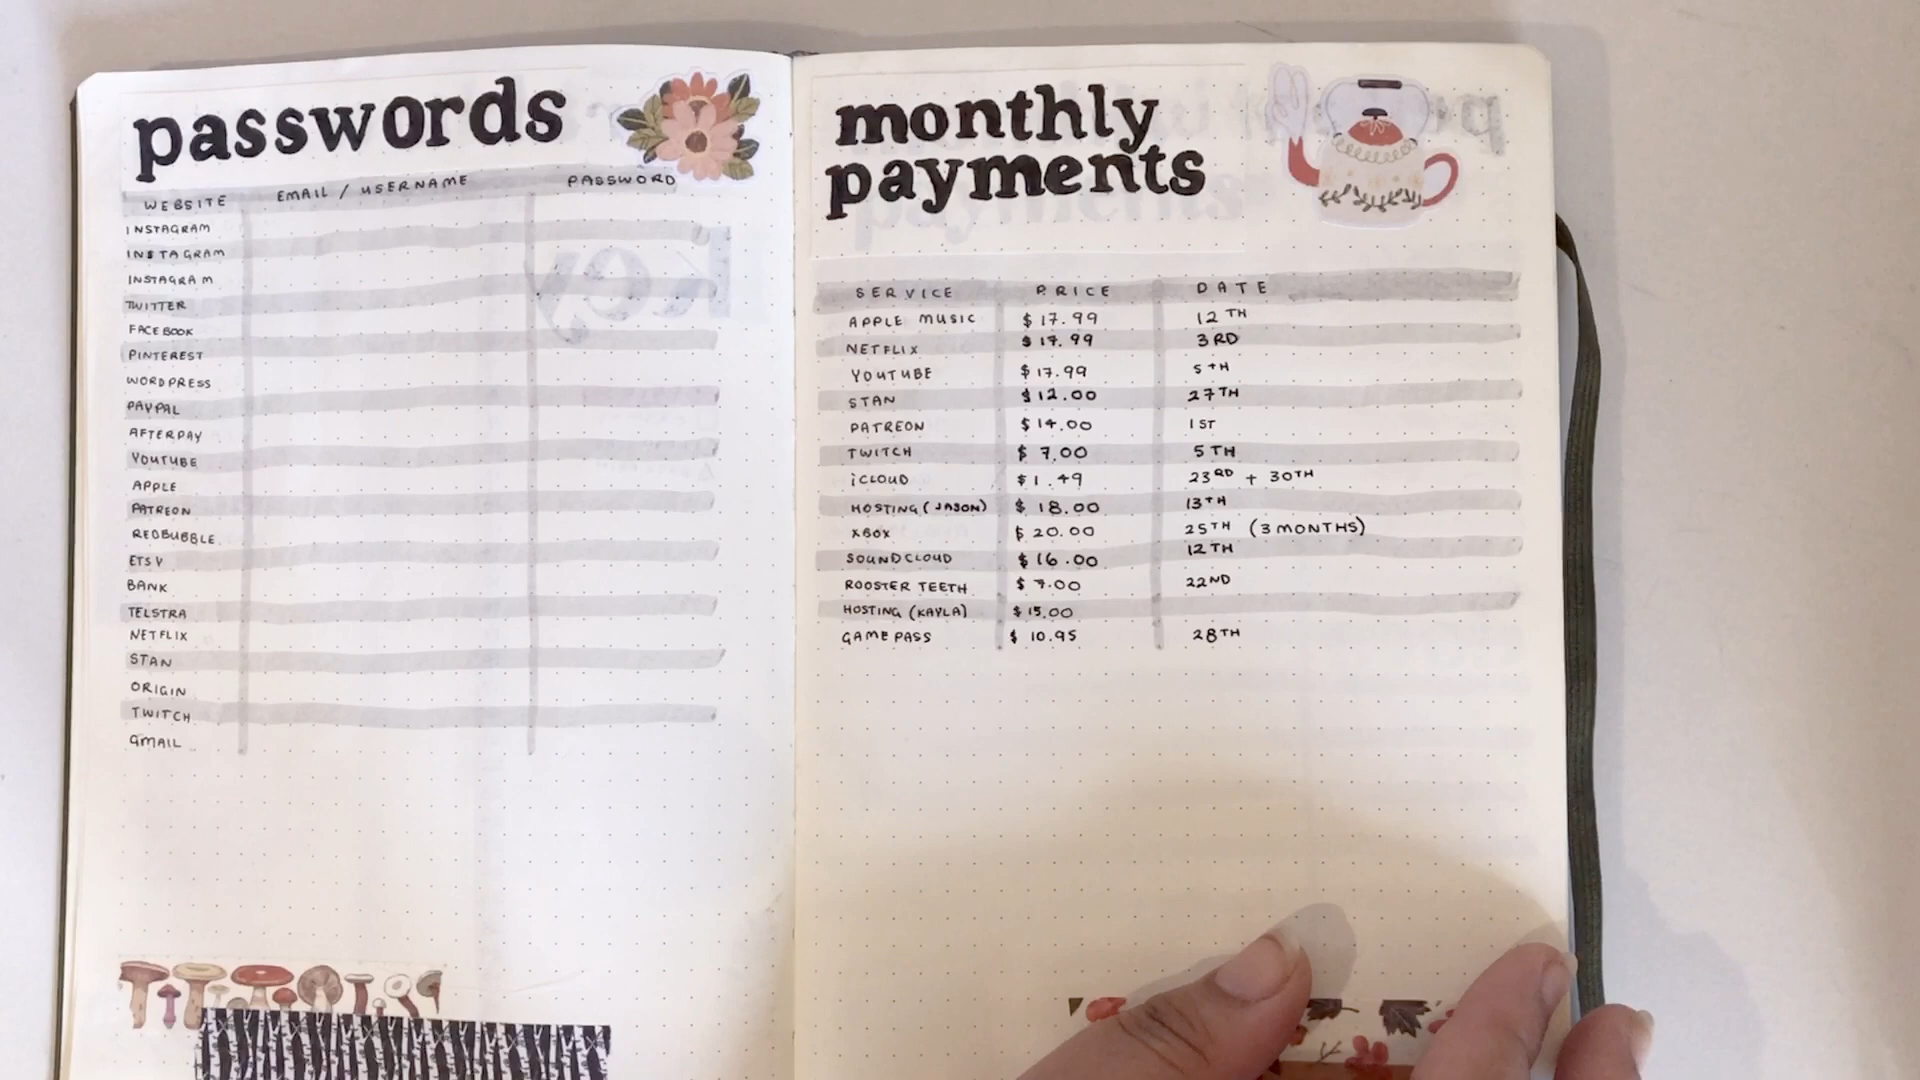 passwords
WEBSITE EMAIL / USERNAME PASSWORD
INSTAGRAM
INSTAGRAM
INSTAGRAM
TWITTER
FACEBOOK
PINTEREST
WORDPRESS
PAYPAL
AFTERPAY
YOUTUBE
APPLE
PATREON
REDBUBBLE
ETSY
BANK
TELSTRA
NETFLIX
STAN
ORIGIN
TWITCH
GMAIL
monthly
payments
SERVICE PRICE DATE
APPLE MUSIC $17.99 12TH
NETFLIX $17.99 3RD
YOUTUBE $17.99 5TH
STAN $12.00 27TH
PATREON $14.00 1ST
TWITCH $7.00 5TH
iCLOUD $1.49 23RD + 30TH
HOSTING (JASON) $18.00 13TH
XBOX $20.00 25TH (3 MONTHS)
SOUNDCLOUD $16.00 12TH
ROOSTER TEETH $7.00 22ND
HOSTING (KAYLA) $15.00
GAMEPASS $10.95 28TH